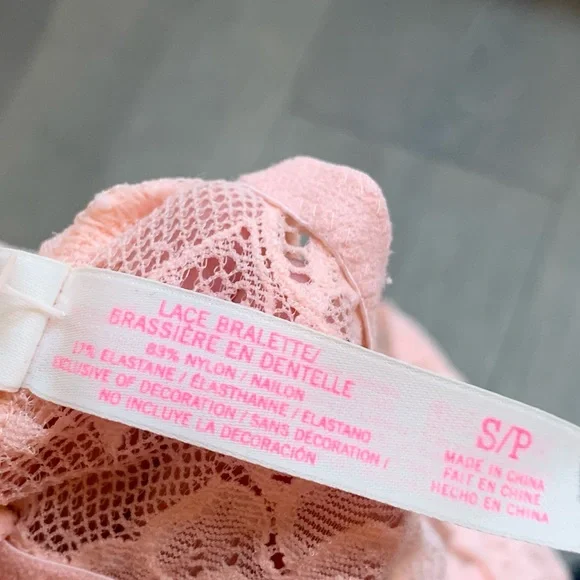 LACE BRALETTE/
BRASSIÈRE EN DENTELLE
83% NYLON / NAILON
17% ELASTANE / ÉLASTHANNE / ELASTANO
EXCLUSIVE OF DECORATION / SANS DÉCORATION /
NO INCLUYE LA DECORACIÓN
S/P
MADE IN CHINA
FAIT EN CHINE
HECHO EN CHINA